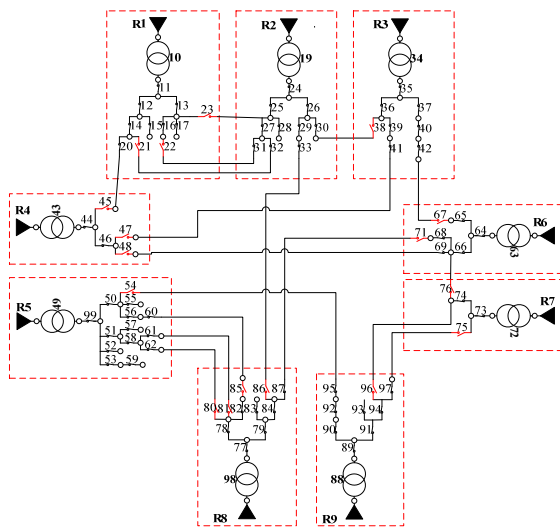 R1 R2 R3
10 19 34
11 24 35
12 13 23 25 26 36 37
14 15 16 17 27 28 29 30 38 39 40
20 21 22 31 32 33 41 42
R4 43 44 45 46 47 48
71 67 65 68 64 69 66 63 R6
R5 49 99 50 54 55 56 60
51 57 58 61 52 62 53 59
76 74 73 75 72 R7
80 81 82 85 83 86 87 84
78 79 77
98 R8
95 92 90 96 97 93 94 91
89
88 R9